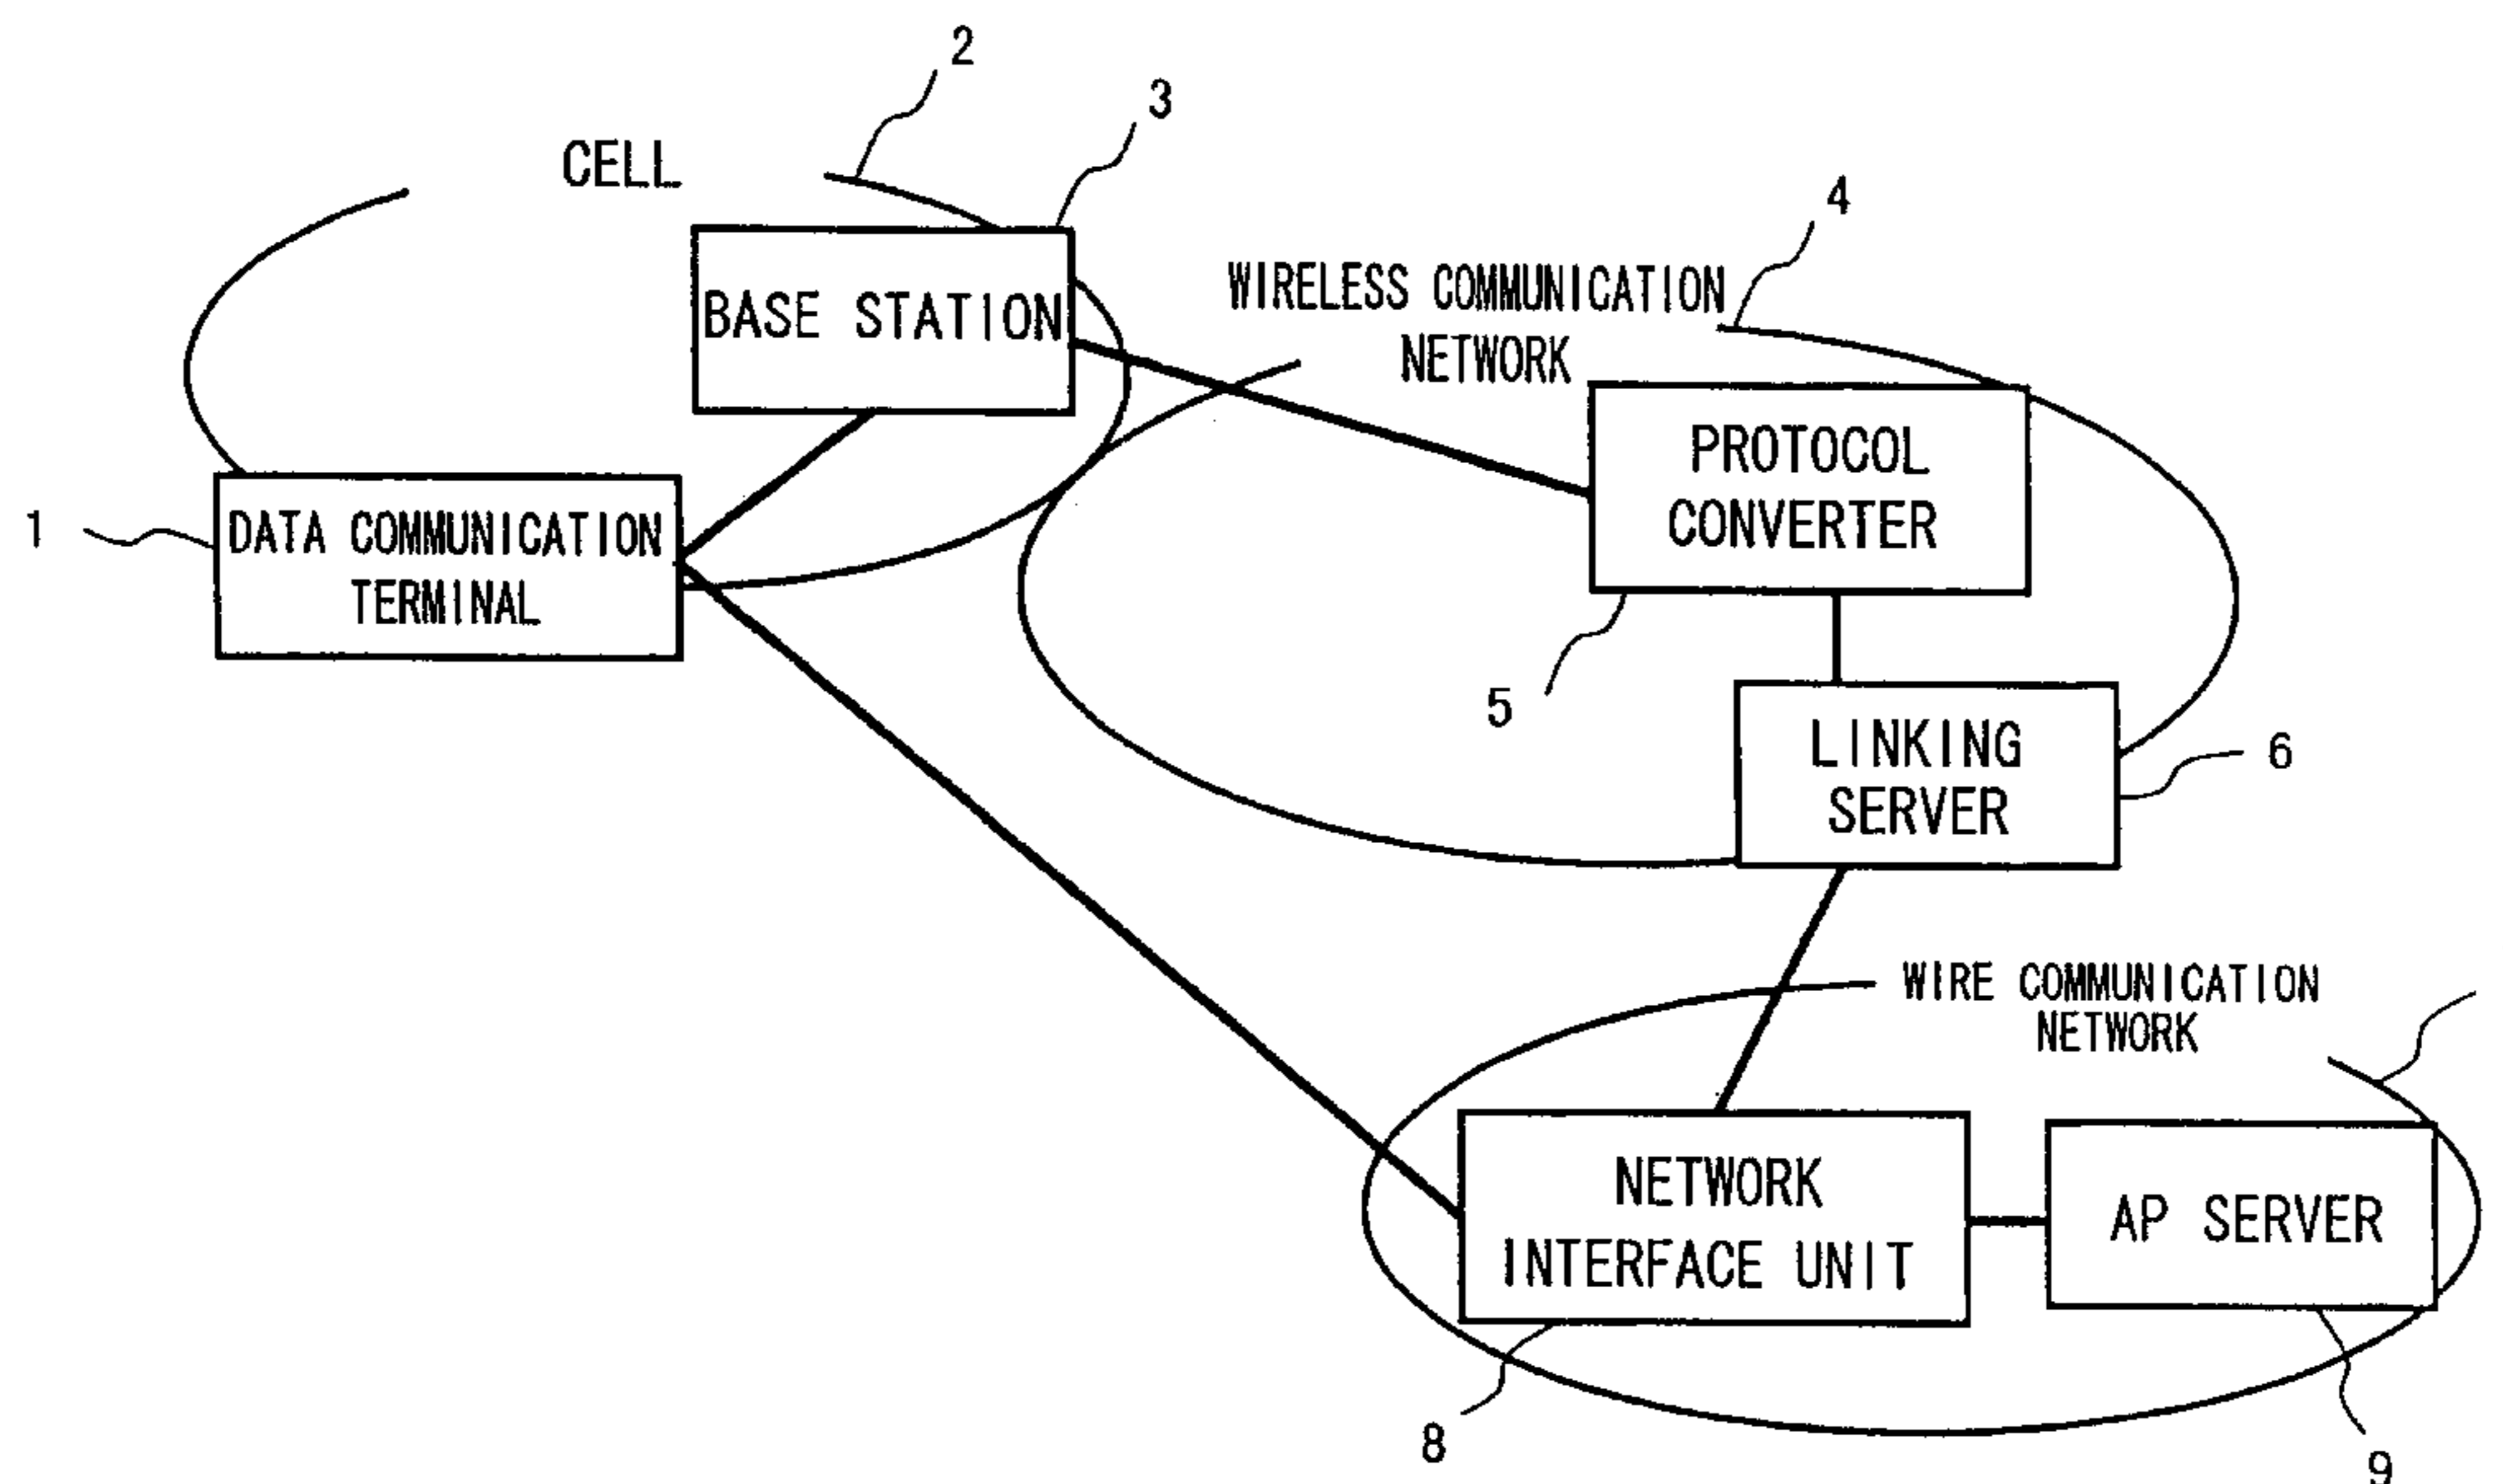 2
3
CELL
4
WIRELESS COMMUNICATION
NETWORK
BASE STATION
PROTOCOL
CONVERTER
1
DATA COMMUNICATION
TERMINAL
5
LINKING
SERVER
6
WIRE COMMUNICATION
NETWORK
NETWORK
INTERFACE UNIT
AP SERVER
8
9